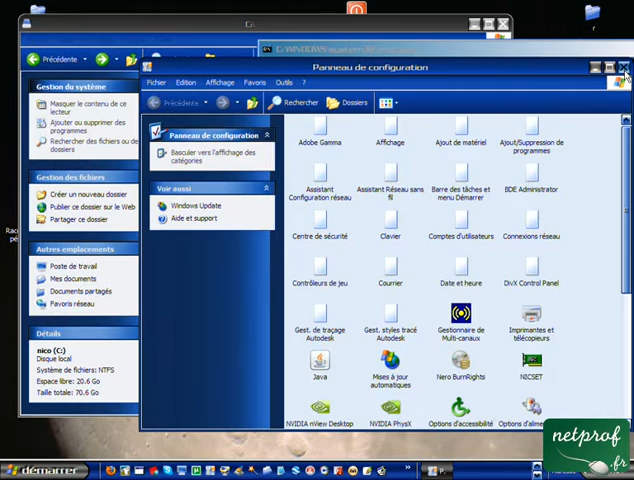 C:\
C:\WINDOWS\system32
Précédente
Panneau de configuration
Fichier Edition Affichage Favoris Outils ?
Précédente Rechercher Dossiers
Gestion du système
Masquer le contenu de ce
lecteur
Ajouter ou supprimer des
programmes
Rechercher des fichiers ou des
dossiers
Gestion des fichiers
Créer un nouveau dossier
Publier ce dossier sur le Web
Partager ce dossier
Autres emplacements
Poste de travail
Mes documents
Documents partagés
Favoris réseau
Détails
nico (C:)
Disque local
Système de fichiers: NTFS
Espace libre: 20.6 Go
Taille totale: 70.6 Go
Panneau de configuration
Basculer vers l'affichage des
catégories
Voir aussi
Windows Update
Aide et support
Adobe Gamma
Affichage
Ajout de matériel
Ajout/Suppression de
programmes
Assistant
Configuration réseau
Assistant Réseau sans
fil
Barre des tâches et
menu Démarrer
BDE Administrator
Centre de sécurité
Clavier
Comptes d'utilisateurs
Connexions réseau
Contrôleurs de jeu
Courrier
Date et heure
DivX Control Panel
Gest. de traçage
Autodesk
Gest. styles tracé
Autodesk
Gestionnaire de
Multi-canaux
Imprimantes et
télécopieurs
Java
Mises à jour
automatiques
Nero BurnRights
NICSET
NVIDIA nView Desktop
NVIDIA PhysX
Options d'accessibilité
Options d'alim
r
démarrer
P.
netprof
.fr